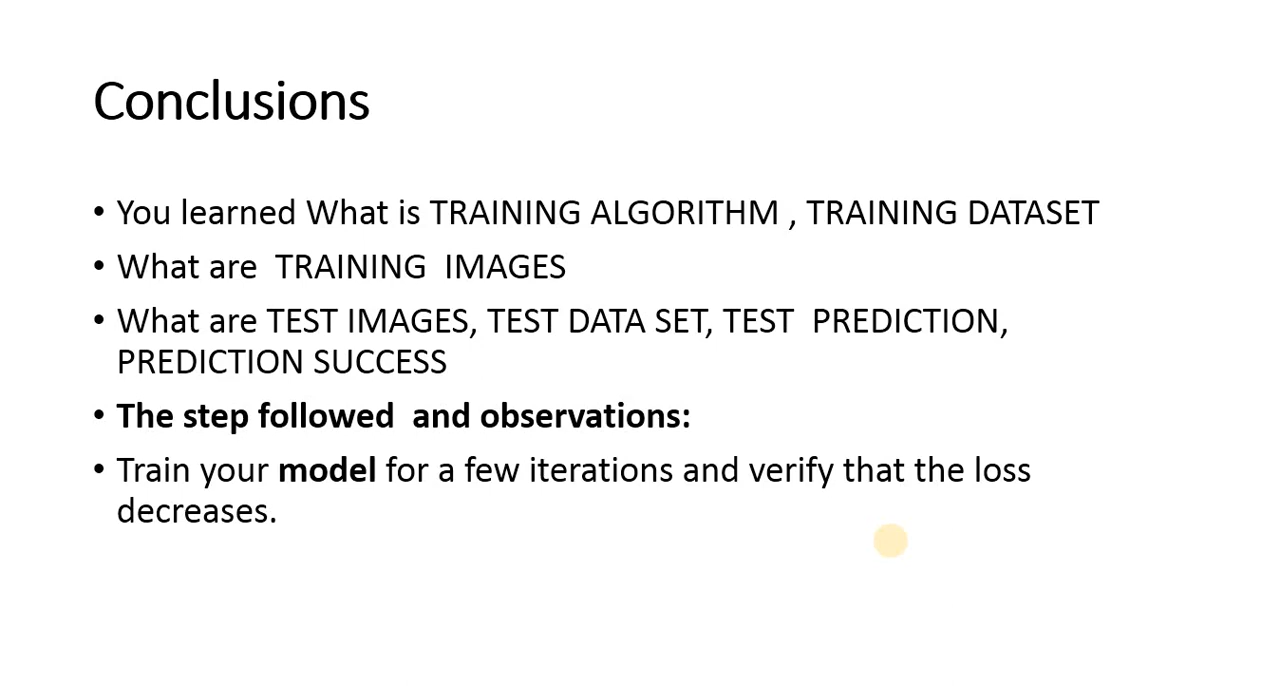 Conclusions
• You learned What is TRAINING ALGORITHM , TRAINING DATASET
• What are  TRAINING  IMAGES
• What are TEST IMAGES, TEST DATA SET, TEST  PREDICTION,
PREDICTION SUCCESS
• The step followed  and observations:
• Train your model for a few iterations and verify that the loss
decreases.